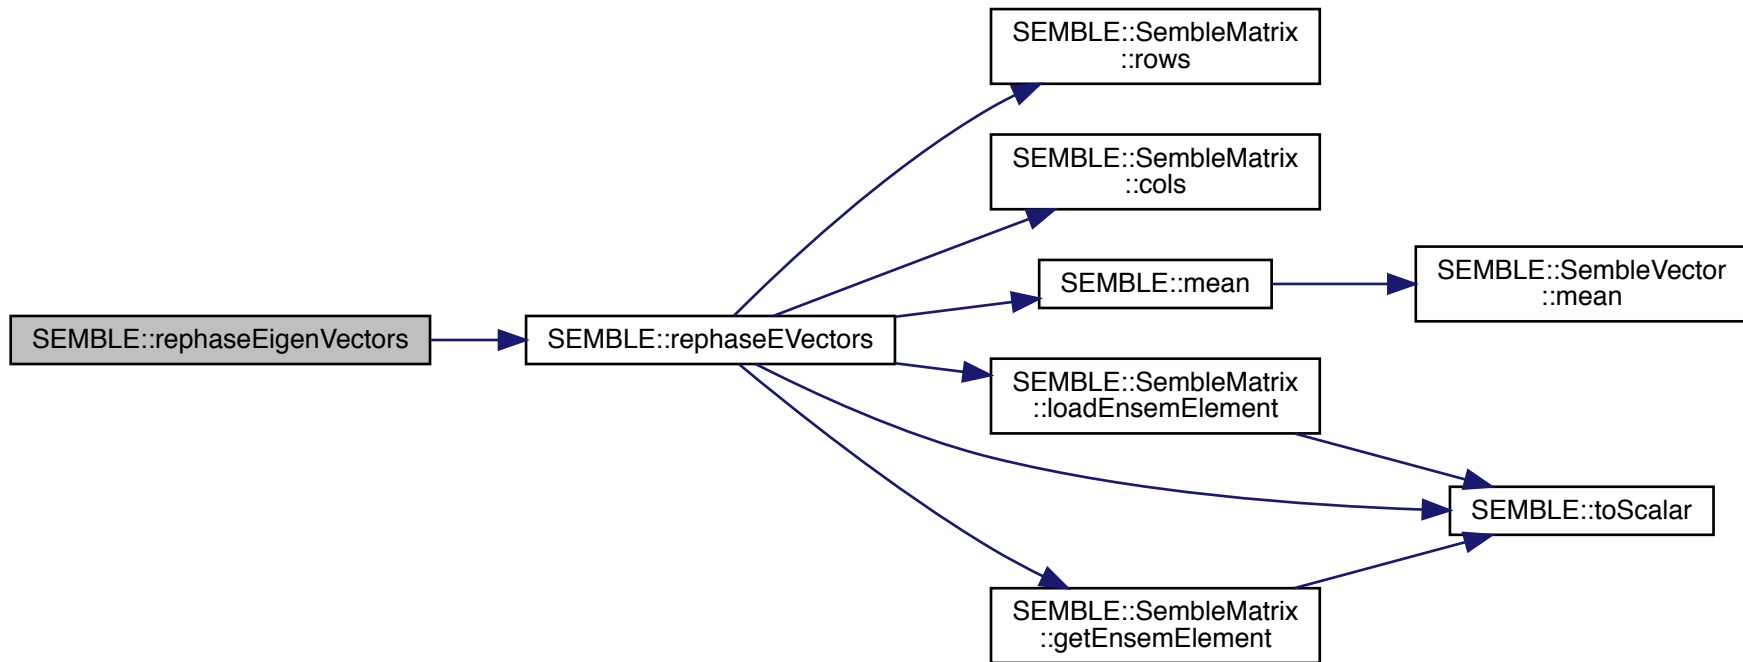 SEMBLE::rephaseEigenVectors
SEMBLE::rephaseEVectors
SEMBLE::SembleMatrix
::rows
SEMBLE::SembleMatrix
::cols
SEMBLE::mean
SEMBLE::SembleVector
::mean
SEMBLE::SembleMatrix
::loadEnsemElement
SEMBLE::toScalar
SEMBLE::SembleMatrix
::getEnsemElement